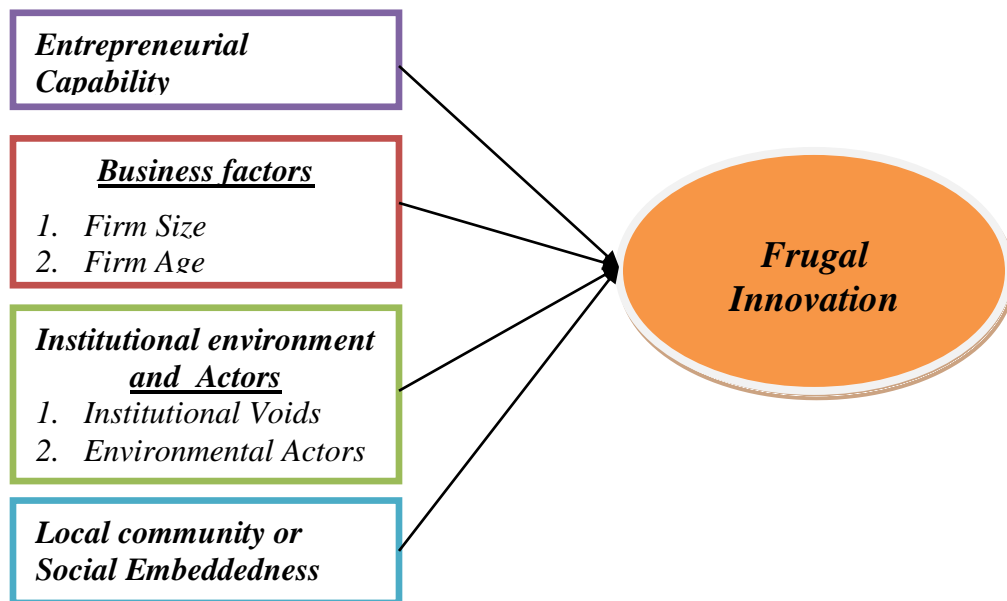 Entrepreneurial
Capability
Business factors
1. Firm Size
2. Firm Age
Institutional environment
and Actors
1. Institutional Voids
2. Environmental Actors
Local community or
Social Embeddedness
Frugal
Innovation